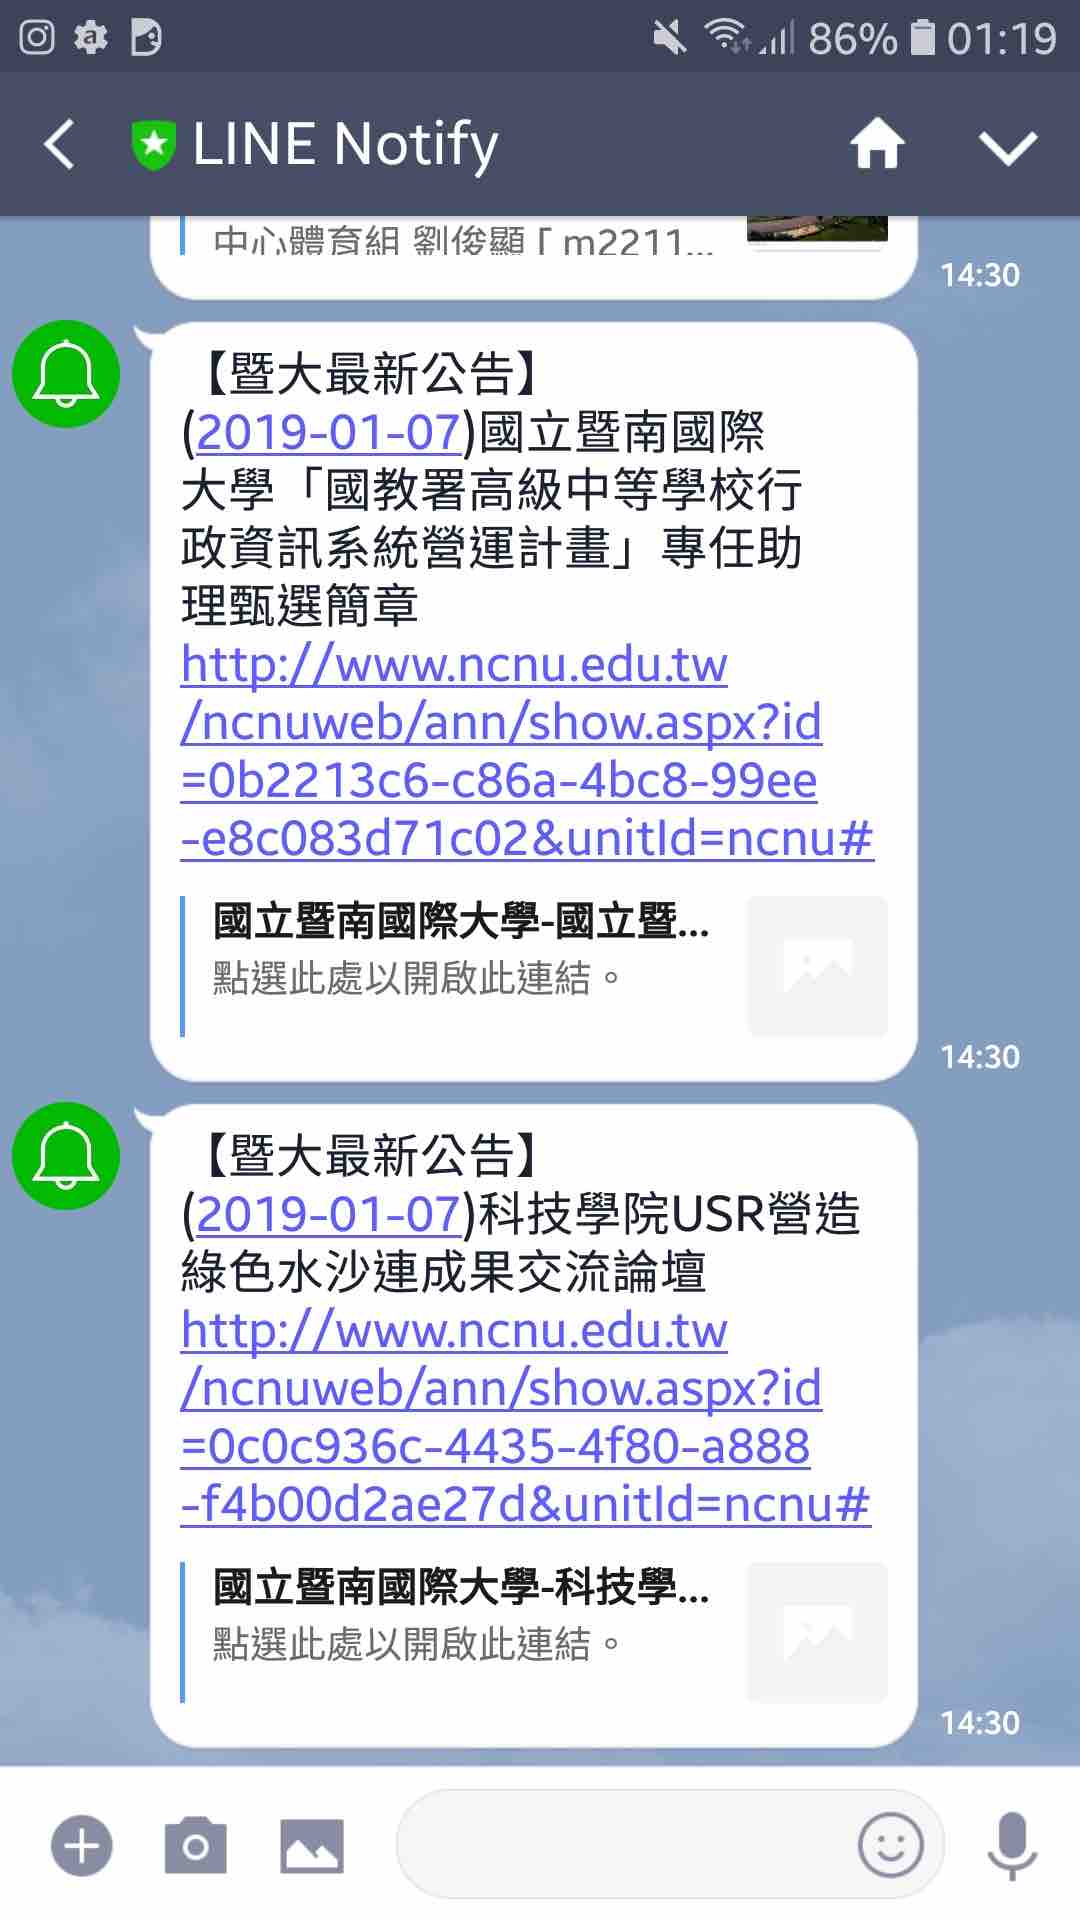 86% 01:19
LINE Notify
中心體育組 劉俊顯「m2211...
14:30
【暨大最新公告】
(2019-01-07)國立暨南國際
大學「國教署高級中等學校行
政資訊系統營運計畫」專任助
理甄選簡章
http://www.ncnu.edu.tw
/ncnuweb/ann/show.aspx?id
=0b2213c6-c86a-4bc8-99ee
-e8c083d71c02&unitId=ncnu#
國立暨南國際大學-國立暨...
點選此處以開啟此連結。
14:30
【暨大最新公告】
(2019-01-07)科技學院USR營造
綠色水沙連成果交流論壇
http://www.ncnu.edu.tw
/ncnuweb/ann/show.aspx?id
=0c0c936c-4435-4f80-a888
-f4b00d2ae27d&unitId=ncnu#
國立暨南國際大學-科技學...
點選此處以開啟此連結。
14:30